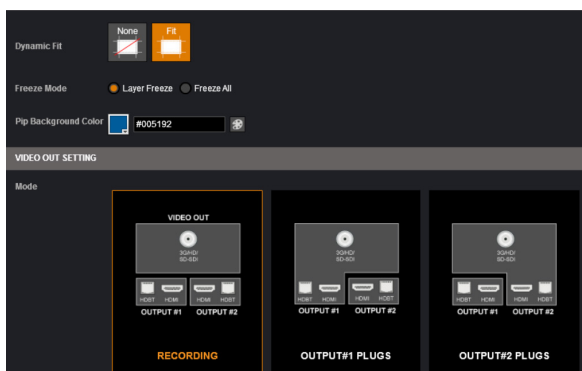 None
Fit
Dynamic Fit
Freeze Mode
Layer Freeze
Freeze All
Pip Background Color
#005192
VIDEO OUT SETTING
Mode
VIDEO OUT
3G/HD/
SD-SDI
HDBT HDMI HDMI HDBT
OUTPUT #1 OUTPUT #2
RECORDING
3G/HD/
SD-SDI
HDBT HDMI HDMI HDBT
OUTPUT #1 OUTPUT #2
OUTPUT#1 PLUGS
3G/HD/
SD-SDI
HDBT HDMI HDMI HDBT
OUTPUT #1 OUTPUT #2
OUTPUT#2 PLUGS